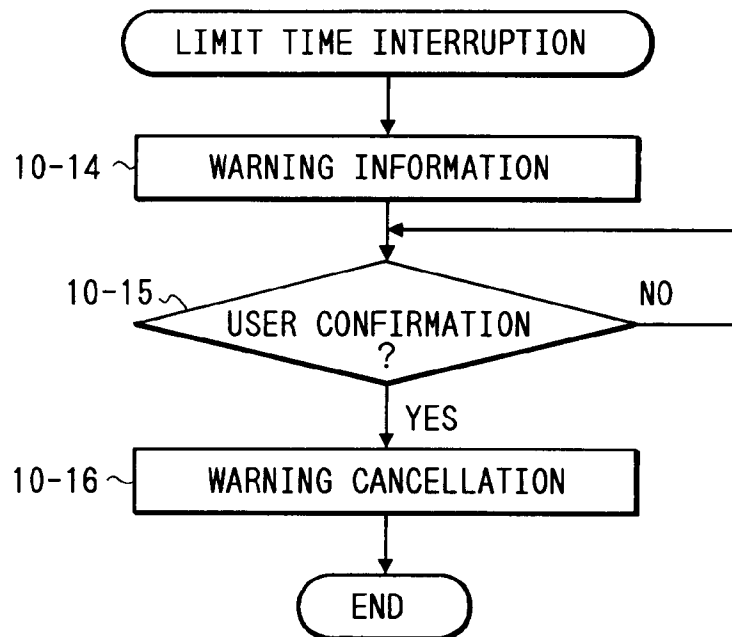 LIMIT TIME INTERRUPTION
10-14
WARNING INFORMATION
10-15
USER CONFIRMATION
?
NO
YES
10-16
WARNING CANCELLATION
END